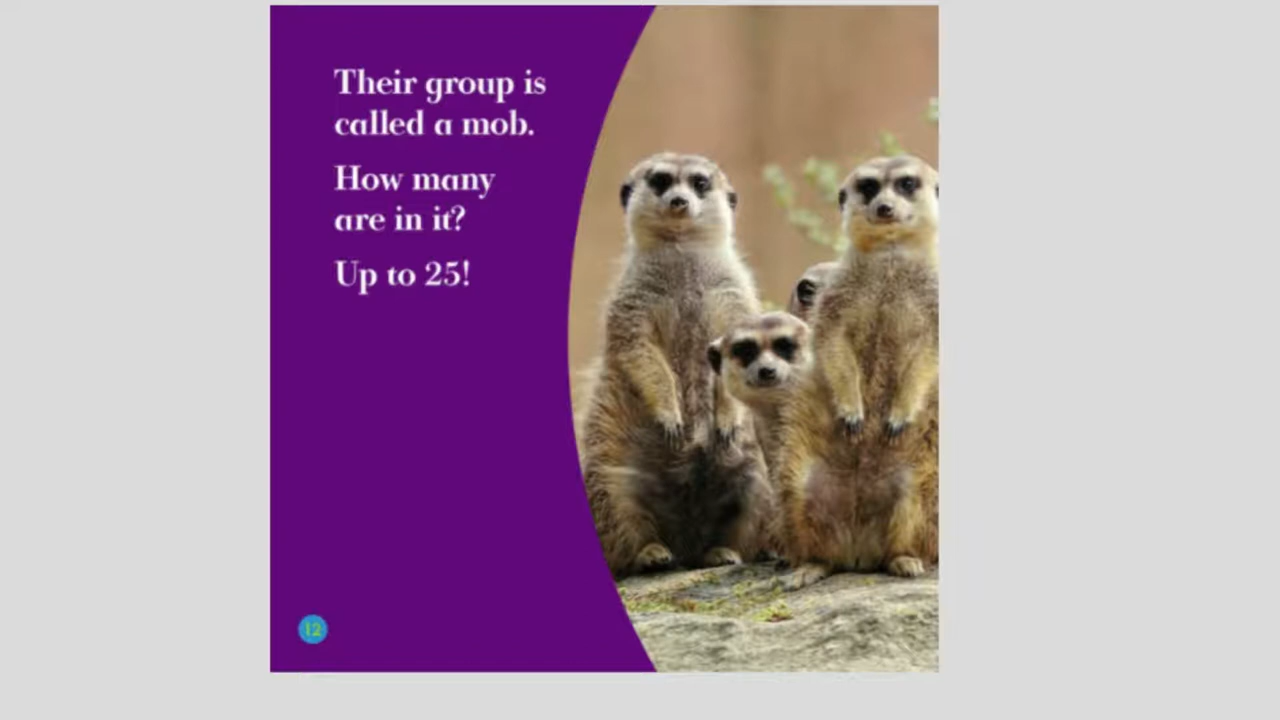 Their group is
called a mob.
How many
are in it?
Up to 25!
12